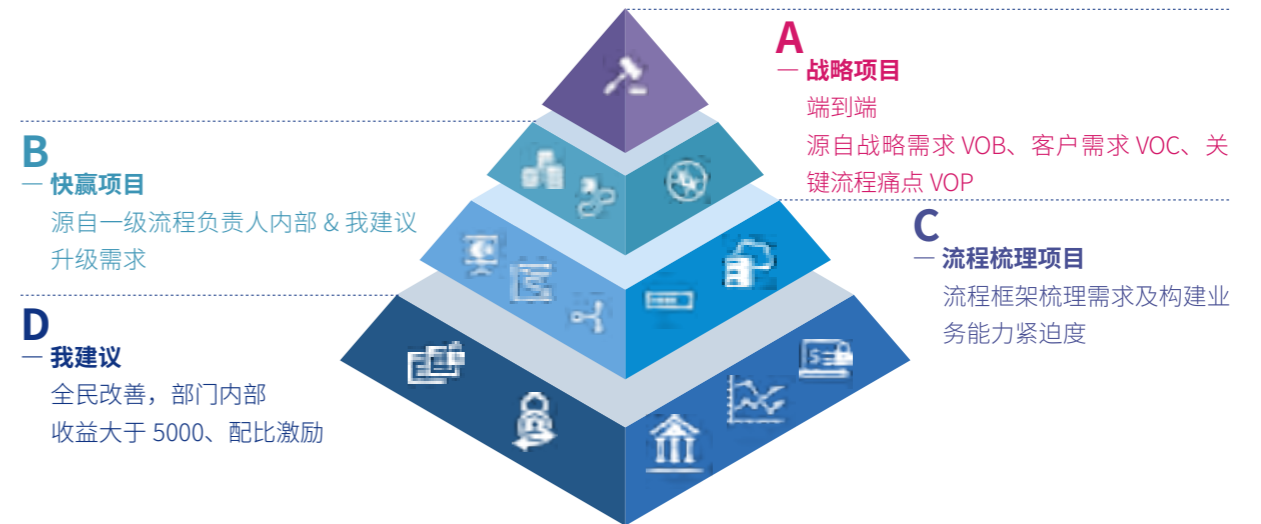 A
— 战略项目
端到端
源自战略需求 VOB、客户需求 VOC、关
键流程痛点 VOP
B
— 快赢项目
源自一级流程负责人内部 & 我建议
升级需求
C
— 流程梳理项目
流程框架梳理需求及构建业
务能力紧迫度
D
— 我建议
全民改善，部门内部
收益大于 5000、配比激励